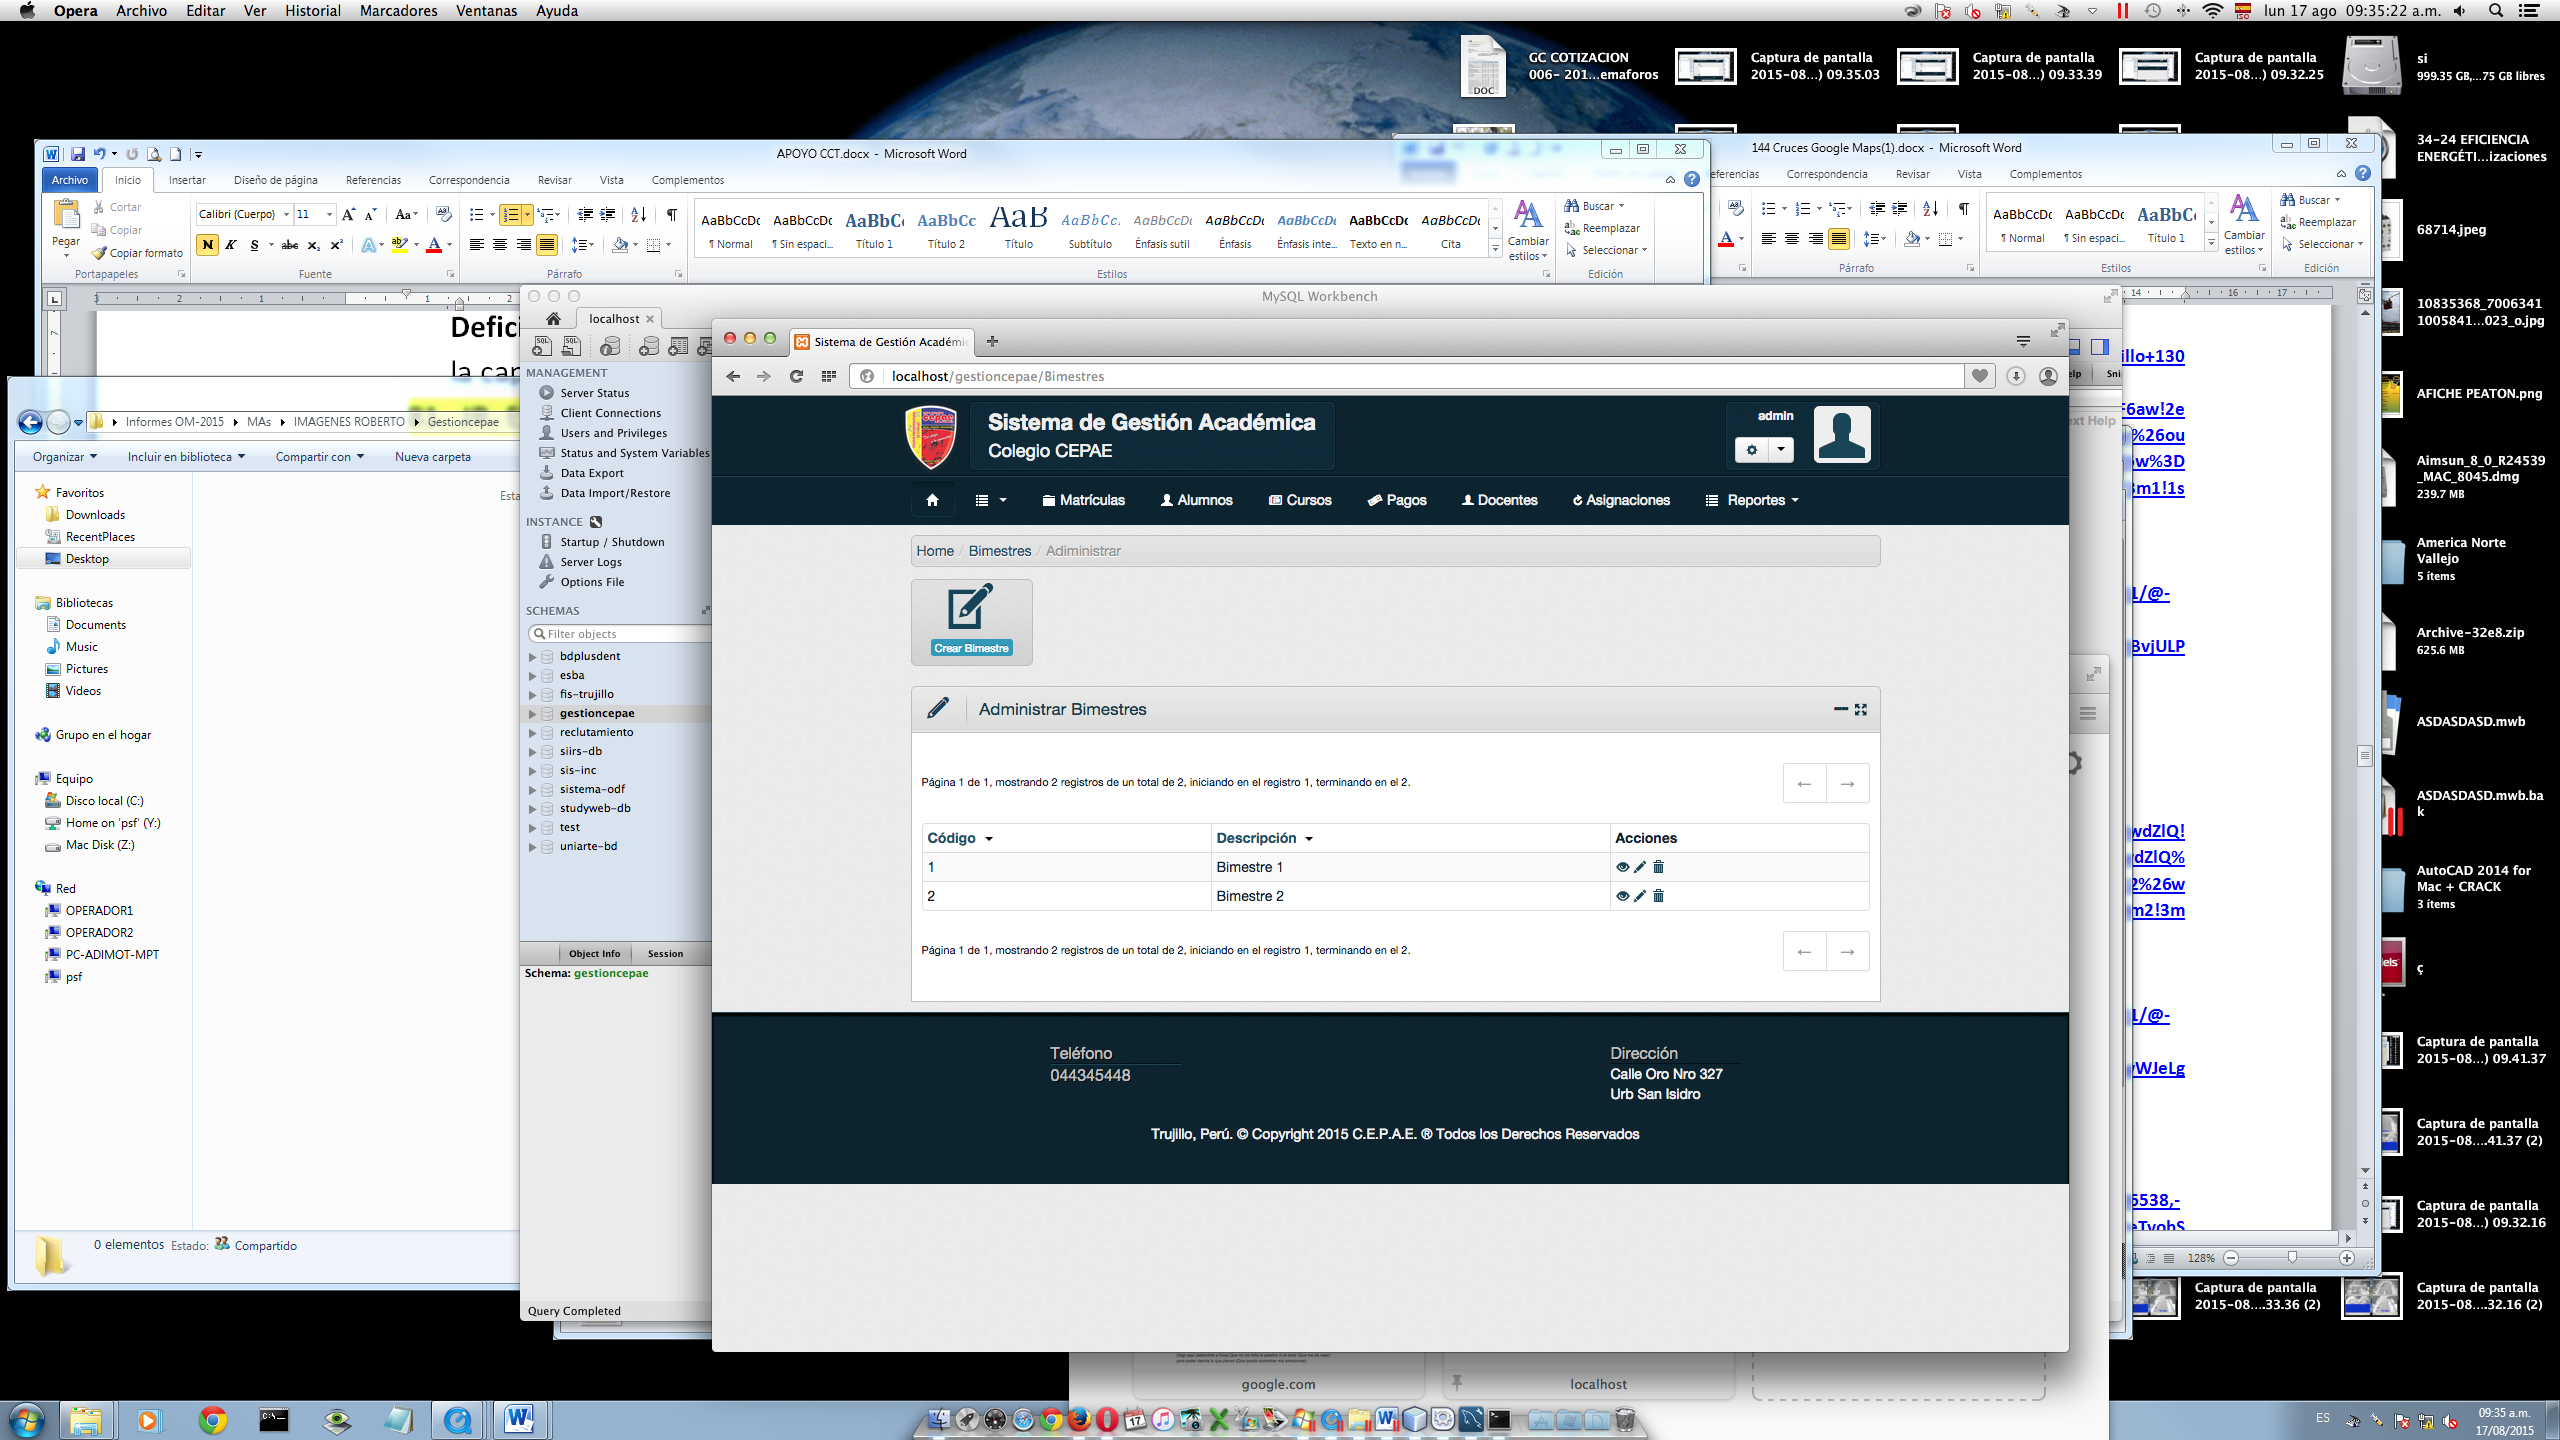 Opera Archivo Editar Ver Historial Marcadores Ventanas Ayuda
lun 17 ago 09:35:22 a.m.
GC COTIZACION
006- 201...emaforos
DOC
Captura de pantalla
2015-08...) 09.35.03
Captura de pantalla
2015-08...) 09.33.39
Captura de pantalla
2015-08...) 09.32.25
si
999.35 GB,...75 GB libres
34-24 EFICIENCIA
ENERGÉTI...izaciones
68714.jpeg
10835368_7006341
1005841...023_o.jpg
AFICHE PEATON.png
Aimsun_8_0_R24539
_MAC_8045.dmg
239.7 MB
America Norte
Vallejo
5 ítems
Archive-32e8.zip
625.6 MB
ASDASDASD.mwb
ASDASDASD.mwb.ba
k
AutoCAD 2014 for
Mac + CRACK
3 ítems
ç
Captura de pantalla
2015-08...) 09.41.37
Captura de pantalla
2015-08....41.37 (2)
Captura de pantalla
2015-08...) 09.32.16
Captura de pantalla
2015-08....33.36 (2)
Captura de pantalla
2015-08....32.16 (2)
APOYO CCT.docx - Microsoft Word
Archivo Inicio Insertar Diseño de página Referencias Correspondencia Revisar Vista Complementos
Pegar
Cortar
Copiar
Copiar formato
Portapapeles
Calibri (Cuerpo) 11
Fuente
Párrafo
AaBbCcDc AaBbCcDc AaBbC AaBbCc AaB AaBbCc. AaBbCcDc AaBbCcDc AaBbCcDc AaBbCcDc AaBbCcDc
¶ Normal ¶ Sin espaci... Título 1 Título 2 Título Subtítulo Énfasis sutil Énfasis Énfasis inte... Texto en n... Cita
Estilos
Cambiar
estilos
Buscar
Reemplazar
Seleccionar
Edición
144 Cruces Google Maps(1).docx - Microsoft Word
ferencias Correspondencia Revisar Vista Complementos
Párrafo
AaBbCcDc AaBbCcDc AaBbC
¶ Normal ¶ Sin espaci... Título 1
Estilos
Cambiar
estilos
Buscar
Reemplazar
Seleccionar
Edición
illo+130
F6aw!2e
%26ou
w%3D
3m1!1s
1/@-
BvjULP
wdZlQ!
dZlQ%
2%26w
m2!3m
1/@-
WJeLg
5538,-
128%
Defici
la cap
Informes OM-2015 MAs IMAGENES ROBERTO Gestioncepae
Organizar Incluir en biblioteca Compartir con Nueva carpeta
Esta
Favoritos
Downloads
RecentPlaces
Desktop
Bibliotecas
Documents
Music
Pictures
Videos
Grupo en el hogar
Equipo
Disco local (C:)
Home on 'psf' (Y:)
Mac Disk (Z:)
Red
OPERADOR1
OPERADOR2
PC-ADIMOT-MPT
psf
0 elementos Estado: Compartido
MySQL Workbench
localhost
MANAGEMENT
Server Status
Client Connections
Users and Privileges
Status and System Variables
Data Export
Data Import/Restore
INSTANCE
Startup / Shutdown
Server Logs
Options File
SCHEMAS
Filter objects
bdplusdent
esba
fis-trujillo
gestioncepae
reclutamiento
siirs-db
sis-inc
sistema-odf
studyweb-db
test
uniarte-bd
Object Info Session
Schema: gestioncepae
Query Completed
elp Sni
ext Help
Sistema de Gestión Académic
localhost/gestioncepae/Bimestres
Sistema de Gestión Académica
Colegio CEPAE
admin
Matrículas Alumnos Cursos Pagos Docentes Asignaciones Reportes
Home / Bimestres / Adiministrar
Crear Bimestre
Administrar Bimestres
Página 1 de 1, mostrando 2 registros de un total de 2, iniciando en el registro 1, terminando en el 2.
← →
Código Descripción Acciones
1 Bimestre 1
2 Bimestre 2
Página 1 de 1, mostrando 2 registros de un total de 2, iniciando en el registro 1, terminando en el 2.
← →
Teléfono
044345448
Dirección
Calle Oro Nro 327
Urb San Isidro
Trujillo, Perú. © Copyright 2015 C.E.P.A.E. ® Todos los Derechos Reservados
google.com
localhost
ES
09:35 a.m.
17/08/2015